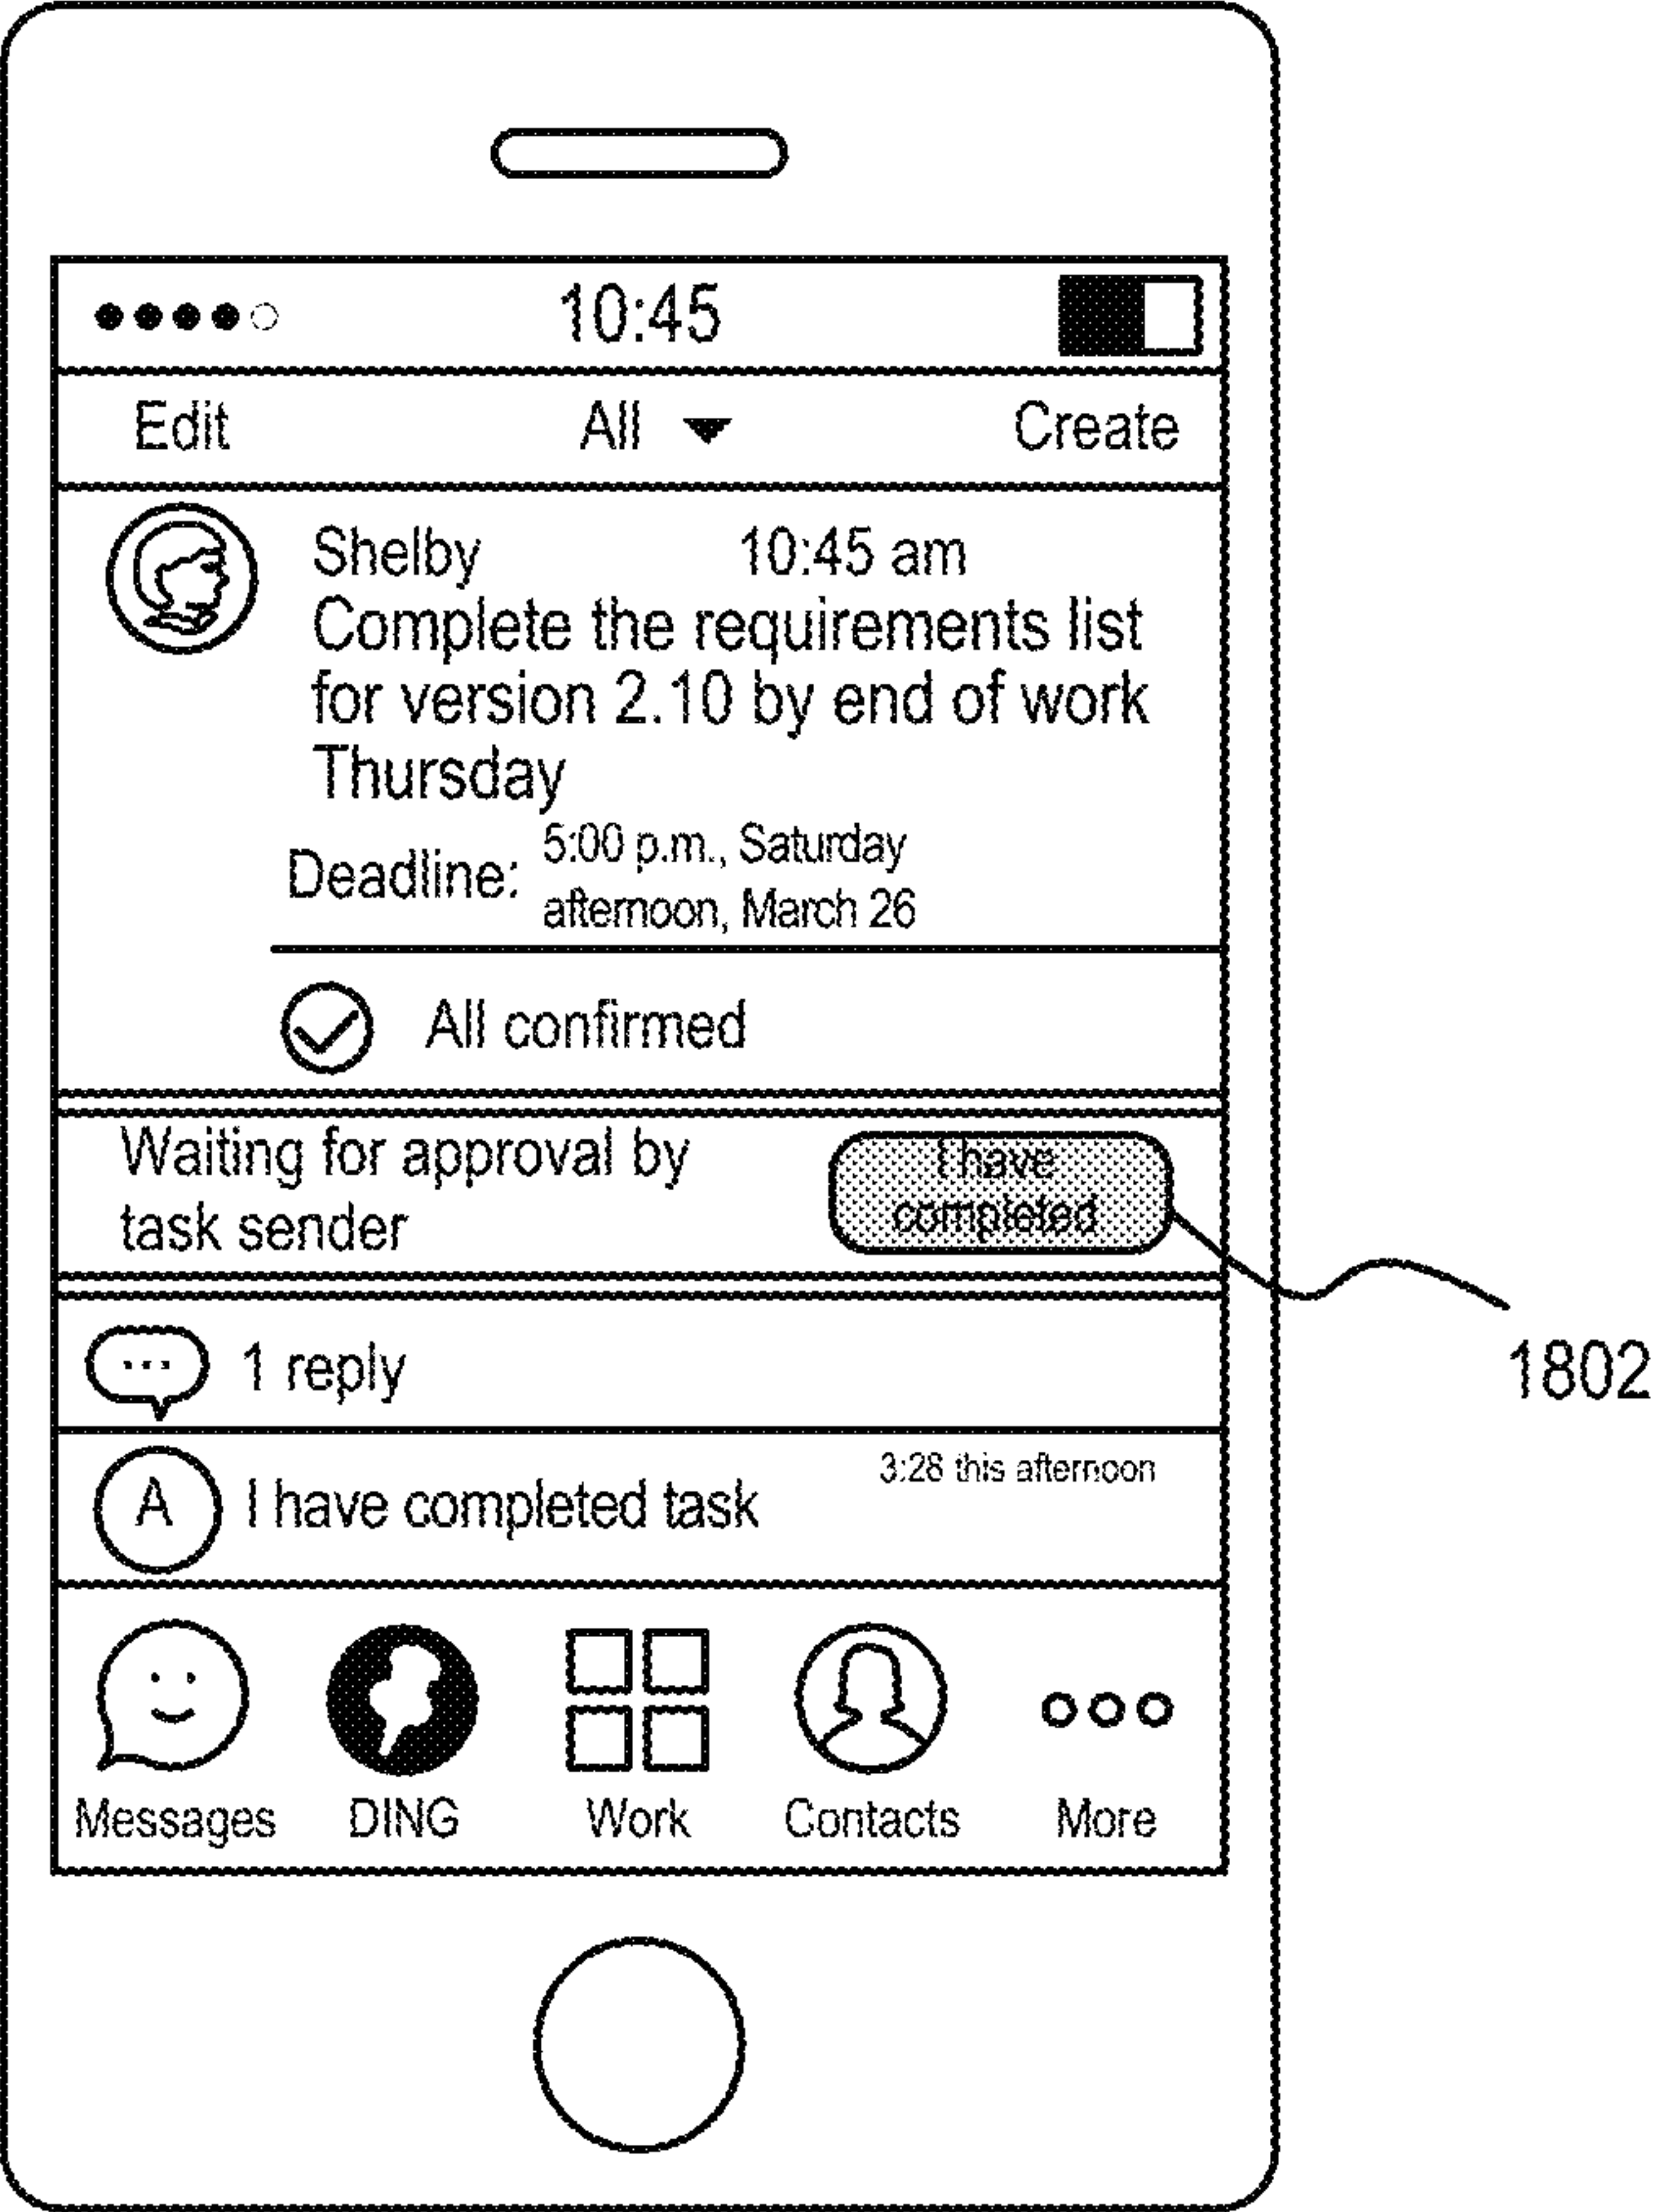 10:45
Edit All Create
Shelby 10:45 am
Complete the requirements list
for version 2.10 by end of work
Thursday
Deadline: 5:00 p.m., Saturday
afternoon, March 26
All confirmed
Waiting for approval by
task sender
I have
completed
1802
1 reply
3:28 this afternoon
A I have completed task
Messages DING Work Contacts More